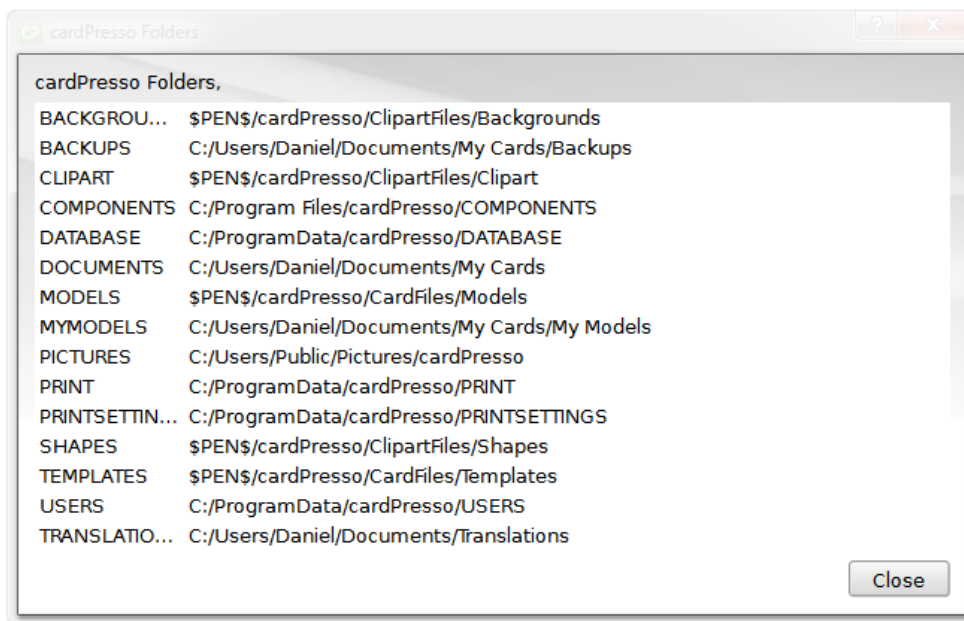 cardPresso Folders
cardPresso Folders,
BACKGROU... $PEN$/cardPresso/ClipartFiles/Backgrounds
BACKUPS C:/Users/Daniel/Documents/My Cards/Backups
CLIPART $PEN$/cardPresso/ClipartFiles/Clipart
COMPONENTS C:/Program Files/cardPresso/COMPONENTS
DATABASE C:/ProgramData/cardPresso/DATABASE
DOCUMENTS C:/Users/Daniel/Documents/My Cards
MODELS $PEN$/cardPresso/CardFiles/Models
MYMODELS C:/Users/Daniel/Documents/My Cards/My Models
PICTURES C:/Users/Public/Pictures/cardPresso
PRINT C:/ProgramData/cardPresso/PRINT
PRINTSETTIN... C:/ProgramData/cardPresso/PRINTSETTINGS
SHAPES $PEN$/cardPresso/ClipartFiles/Shapes
TEMPLATES $PEN$/cardPresso/CardFiles/Templates
USERS C:/ProgramData/cardPresso/USERS
TRANSLATIO... C:/Users/Daniel/Documents/Translations
Close